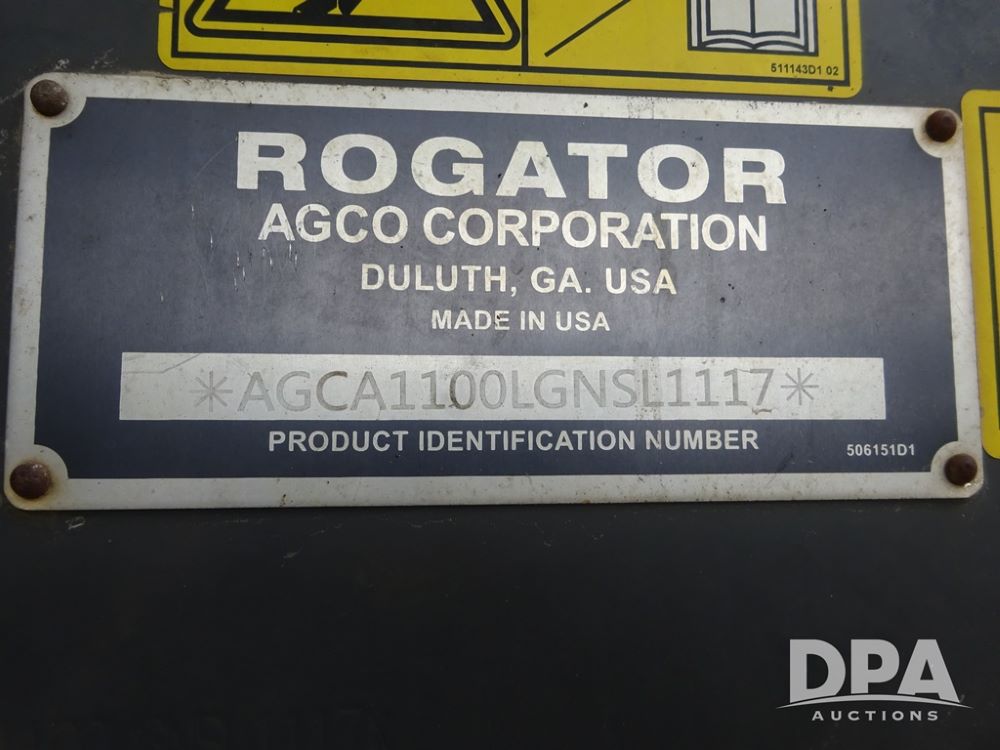 511143D1 02
ROGATOR
AGCO CORPORATION
DULUTH, GA. USA
MADE IN USA
*AGCA1100LGNSL1117*
PRODUCT IDENTIFICATION NUMBER
506151D1
DPA
AUCTIONS